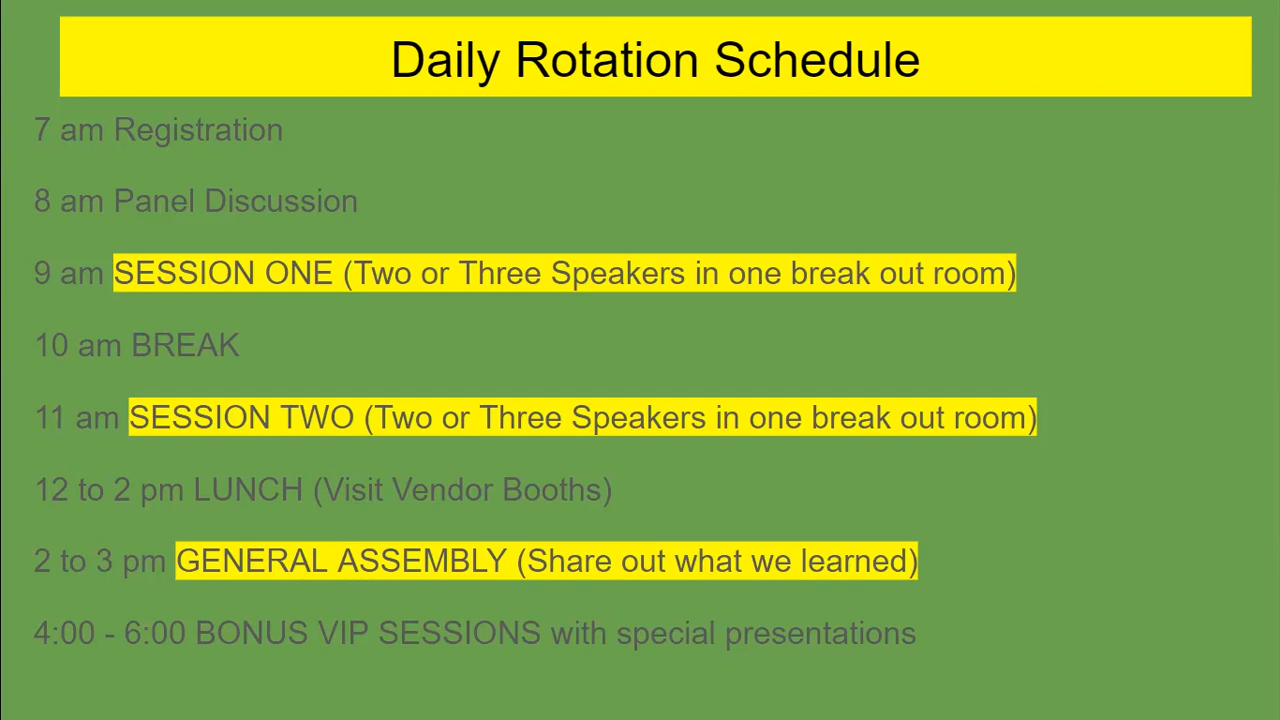 Daily Rotation Schedule
7 am Registration
8 am Panel Discussion
9 am SESSION ONE (Two or Three Speakers in one break out room)
10 am BREAK
11 am SESSION TWO (Two or Three Speakers in one break out room)
12 to 2 pm LUNCH (Visit Vendor Booths)
2 to 3 pm GENERAL ASSEMBLY (Share out what we learned)
4:00 - 6:00 BONUS VIP SESSIONS with special presentations